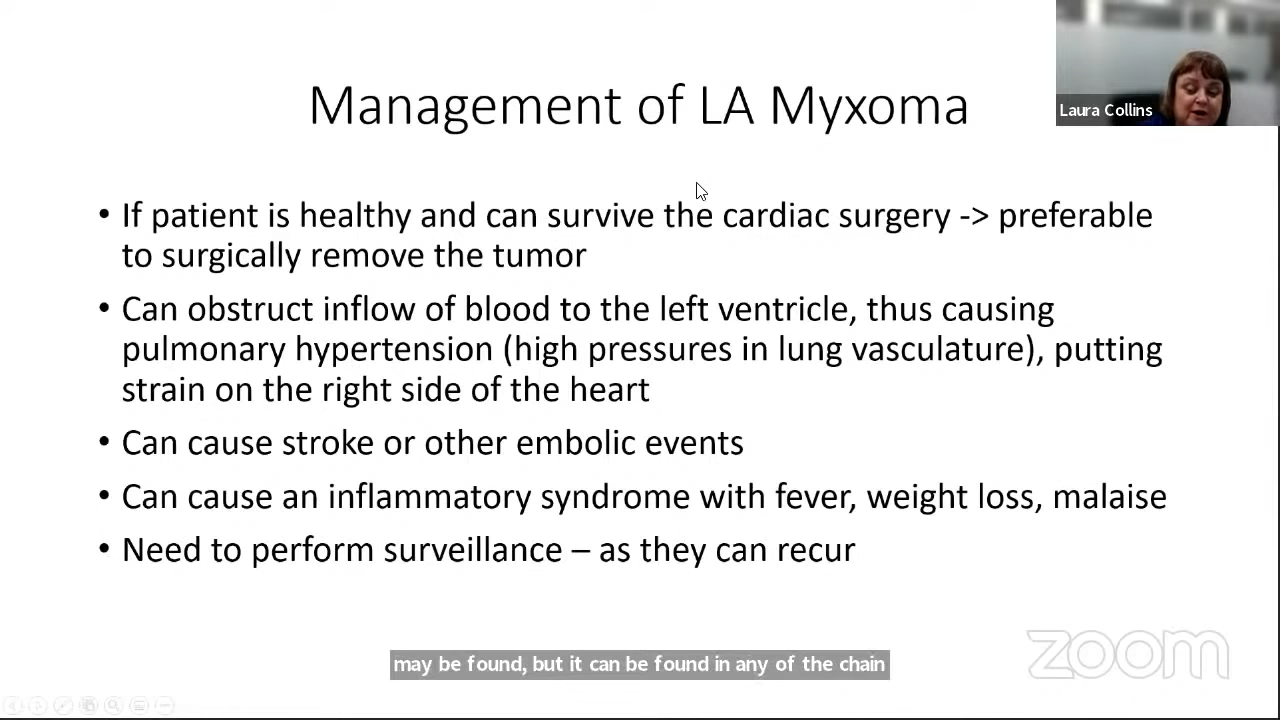 Laura Collins
Management of LA Myxoma
• If patient is healthy and can survive the cardiac surgery -> preferable
to surgically remove the tumor
• Can obstruct inflow of blood to the left ventricle, thus causing
pulmonary hypertension (high pressures in lung vasculature), putting
strain on the right side of the heart
• Can cause stroke or other embolic events
• Can cause an inflammatory syndrome with fever, weight loss, malaise
• Need to perform surveillance – as they can recur
zoom
may be found, but it can be found in any of the chain